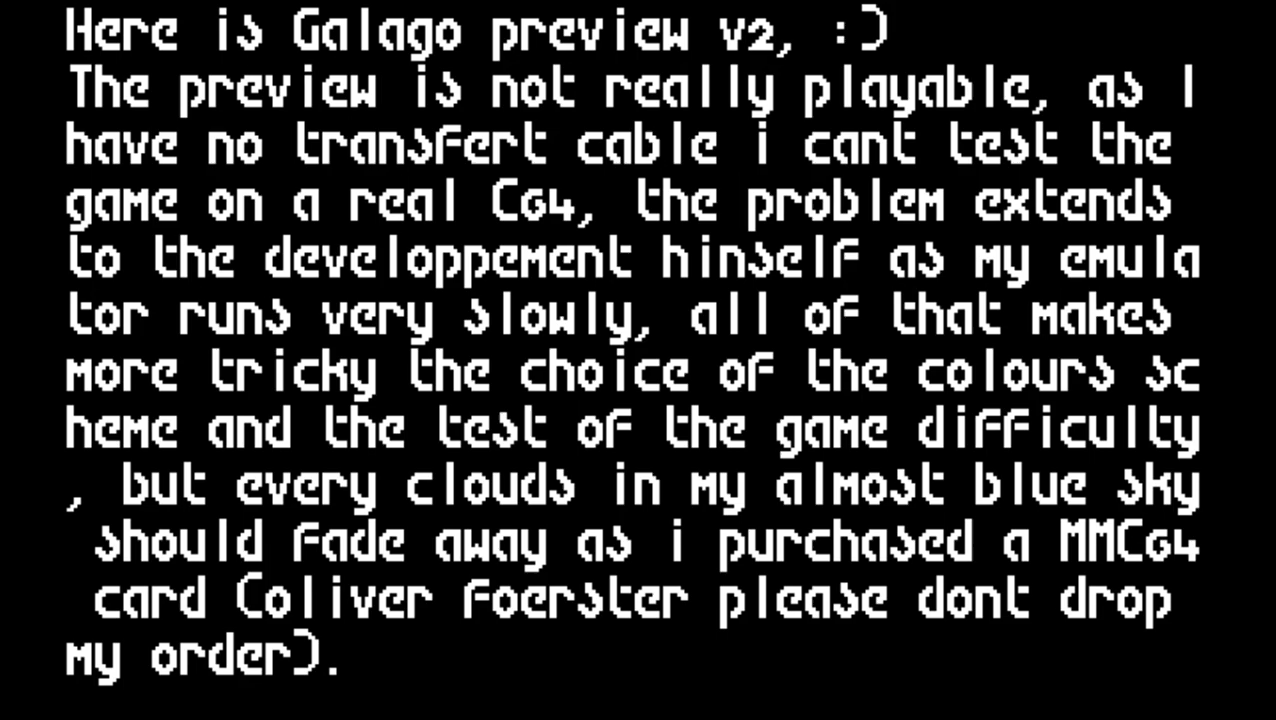 Here is Galago preview v2, :)
The preview is not really playable, as I
have no transfert cable i cant test the
game on a real C64, the problem extends
to the developpement hinself as my emula
tor runs very slowly, all of that makes
more tricky the choice of the colours sc
heme and the test of the game difficulty
, but every clouds in my almost blue sky
should fade away as i purchased a MMC64
card (oliver foerster please dont drop
my order).